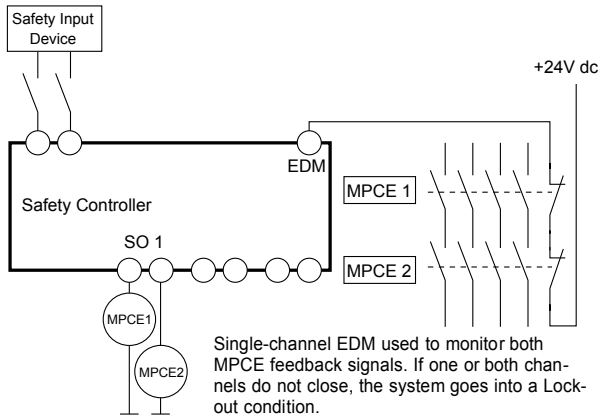 Safety Input
Device
+24V dc
EDM
MPCE 1
Safety Controller
SO 1
MPCE 2
MPCE1
MPCE2
Single-channel EDM used to monitor both
MPCE feedback signals. If one or both chan-
nels do not close, the system goes into a Lock-
out condition.